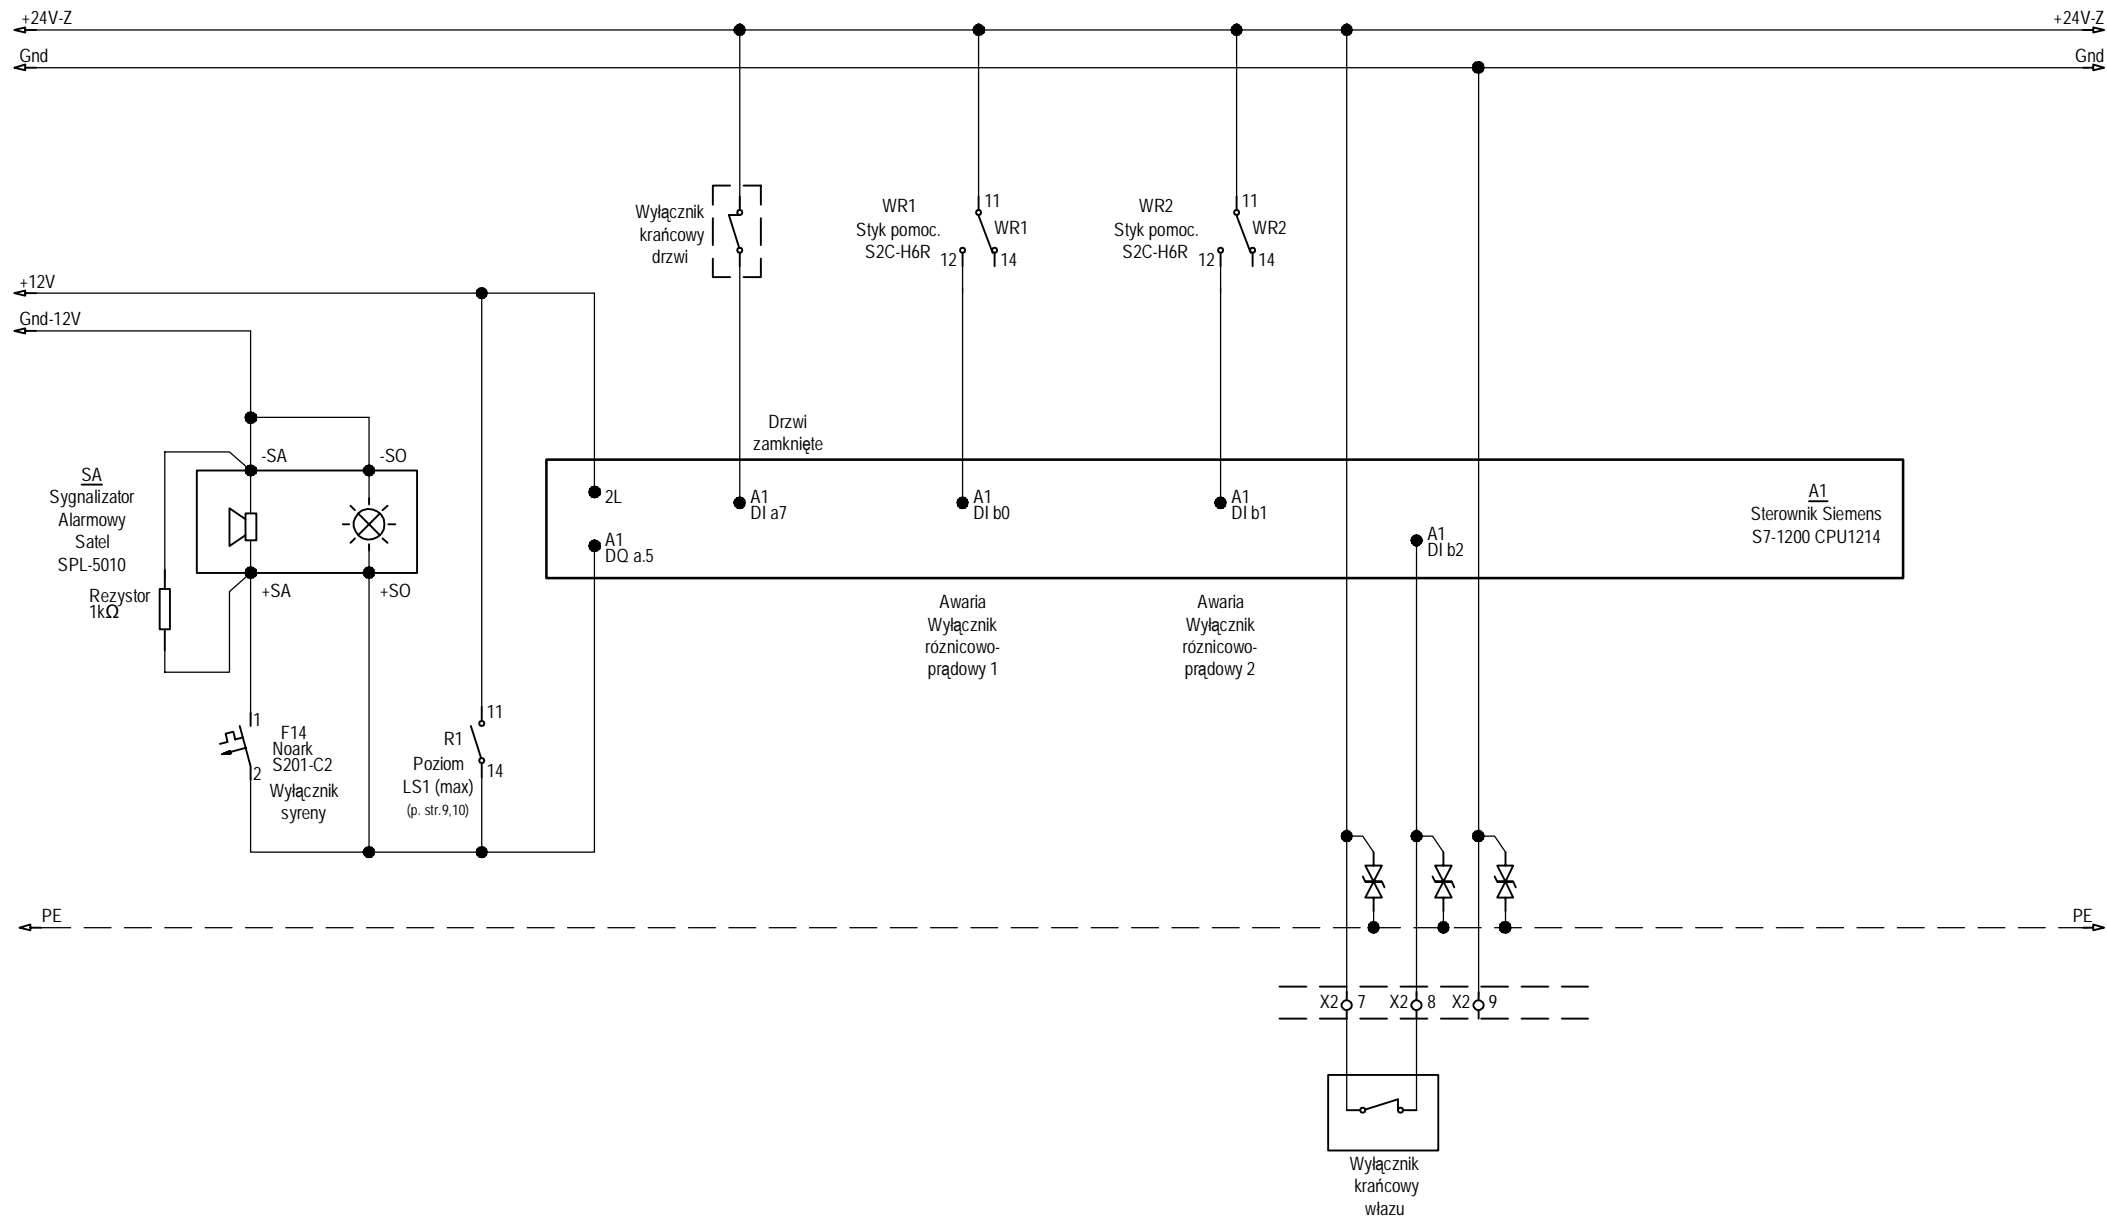 +24V-Z
+24V-Z
Gnd
Gnd
Wyłącznik
krańcowy
drzwi
WR1
Styk pomoc.
S2C-H6R
11
WR1
12
14
WR2
Styk pomoc.
S2C-H6R
11
WR2
12
14
+12V
Gnd-12V
Drzwi
zamknięte
-SA
-SO
SA
Sygnalizator
Alarmowy
Satel
SPL-5010
+SA
+SO
Rezystor
1kΩ
2L
A1
DQ a.5
A1
DI a7
A1
DI b0
A1
DI b1
A1
DI b2
A1
Sterownik Siemens
S7-1200 CPU1214
Awaria
Wyłącznik
róznicowo-
prądowy 1
Awaria
Wyłącznik
róznicowo-
prądowy 2
1
F14
Noark
S201-C2
2
Wyłącznik
syreny
11
R1
14
Poziom
LS1 (max)
(p. str.9,10)
PE
PE
X2 7
X2 8
X2 9
Wyłącznik
krańcowy
włazu